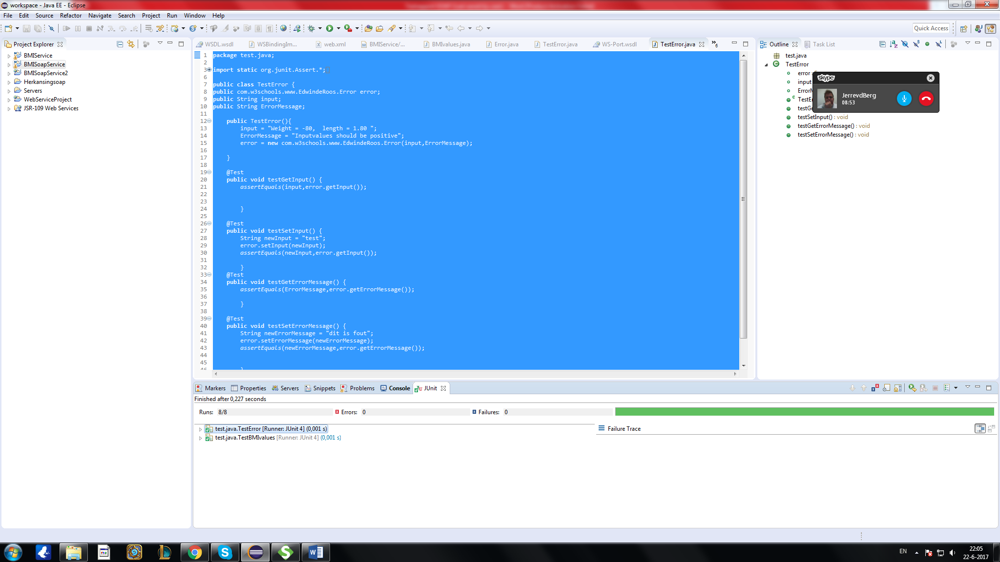 workspace - Java EE - Eclipse
File Edit Source Refactor Navigate Search Project Run Window Help
Quick Access
Project Explorer
BMIService
BMISoapService
BMISoapService2
Herkansingsoap
Servers
WebServiceProject
JSR-109 Web Services
WSDL.wsdl WSBindingIm... web.xml BMIService/... BMIvalues.java Error.java TestError.java WS-Port.wsdl TestError.java »6
1 package test.java;
2
3 import static org.junit.Assert.*;
6
7 public class TestError {
8 public com.w3schools.www.EdwindeRoos.Error error;
9 public String input;
10 public String ErrorMessage;
11
12 public TestError(){
13 input = "Weight = -80,  length = 1.80 ";
14 ErrorMessage = "Inputvalues should be positive";
15 error = new com.w3schools.www.EdwindeRoos.Error(input,ErrorMessage);
16
17 }
18
19 @Test
20 public void testGetInput() {
21 assertEquals(input,error.getInput());
22
23
24 }
25
26 @Test
27 public void testSetInput() {
28 String newInput = "test";
29 error.setInput(newInput);
30 assertEquals(newInput,error.getInput());
31
32 }
33 @Test
34 public void testGetErrorMessage() {
35 assertEquals(ErrorMessage,error.getErrorMessage());
36
37 }
38
39 @Test
40 public void testSetErrorMessage() {
41 String newErrorMessage = "dit is fout";
42 error.setErrorMessage(newErrorMessage);
43 assertEquals(newErrorMessage,error.getErrorMessage());
44
45
46 }
Outline Task List
test.java
TestError
error :
input
ErrorM
TestEr
testGe
testSetInput() : void
testGetErrorMessage() : void
testSetErrorMessage() : void
skype
JerrevdBerg
08:53
Markers Properties Servers Snippets Problems Console JUnit
Finished after 0,227 seconds
Runs: 8/8 Errors: 0 Failures: 0
test.java.TestError [Runner: JUnit 4] (0,001 s)
test.java.TestBMIvalues [Runner: JUnit 4] (0,001 s)
Failure Trace
EN
22:05
22-6-2017